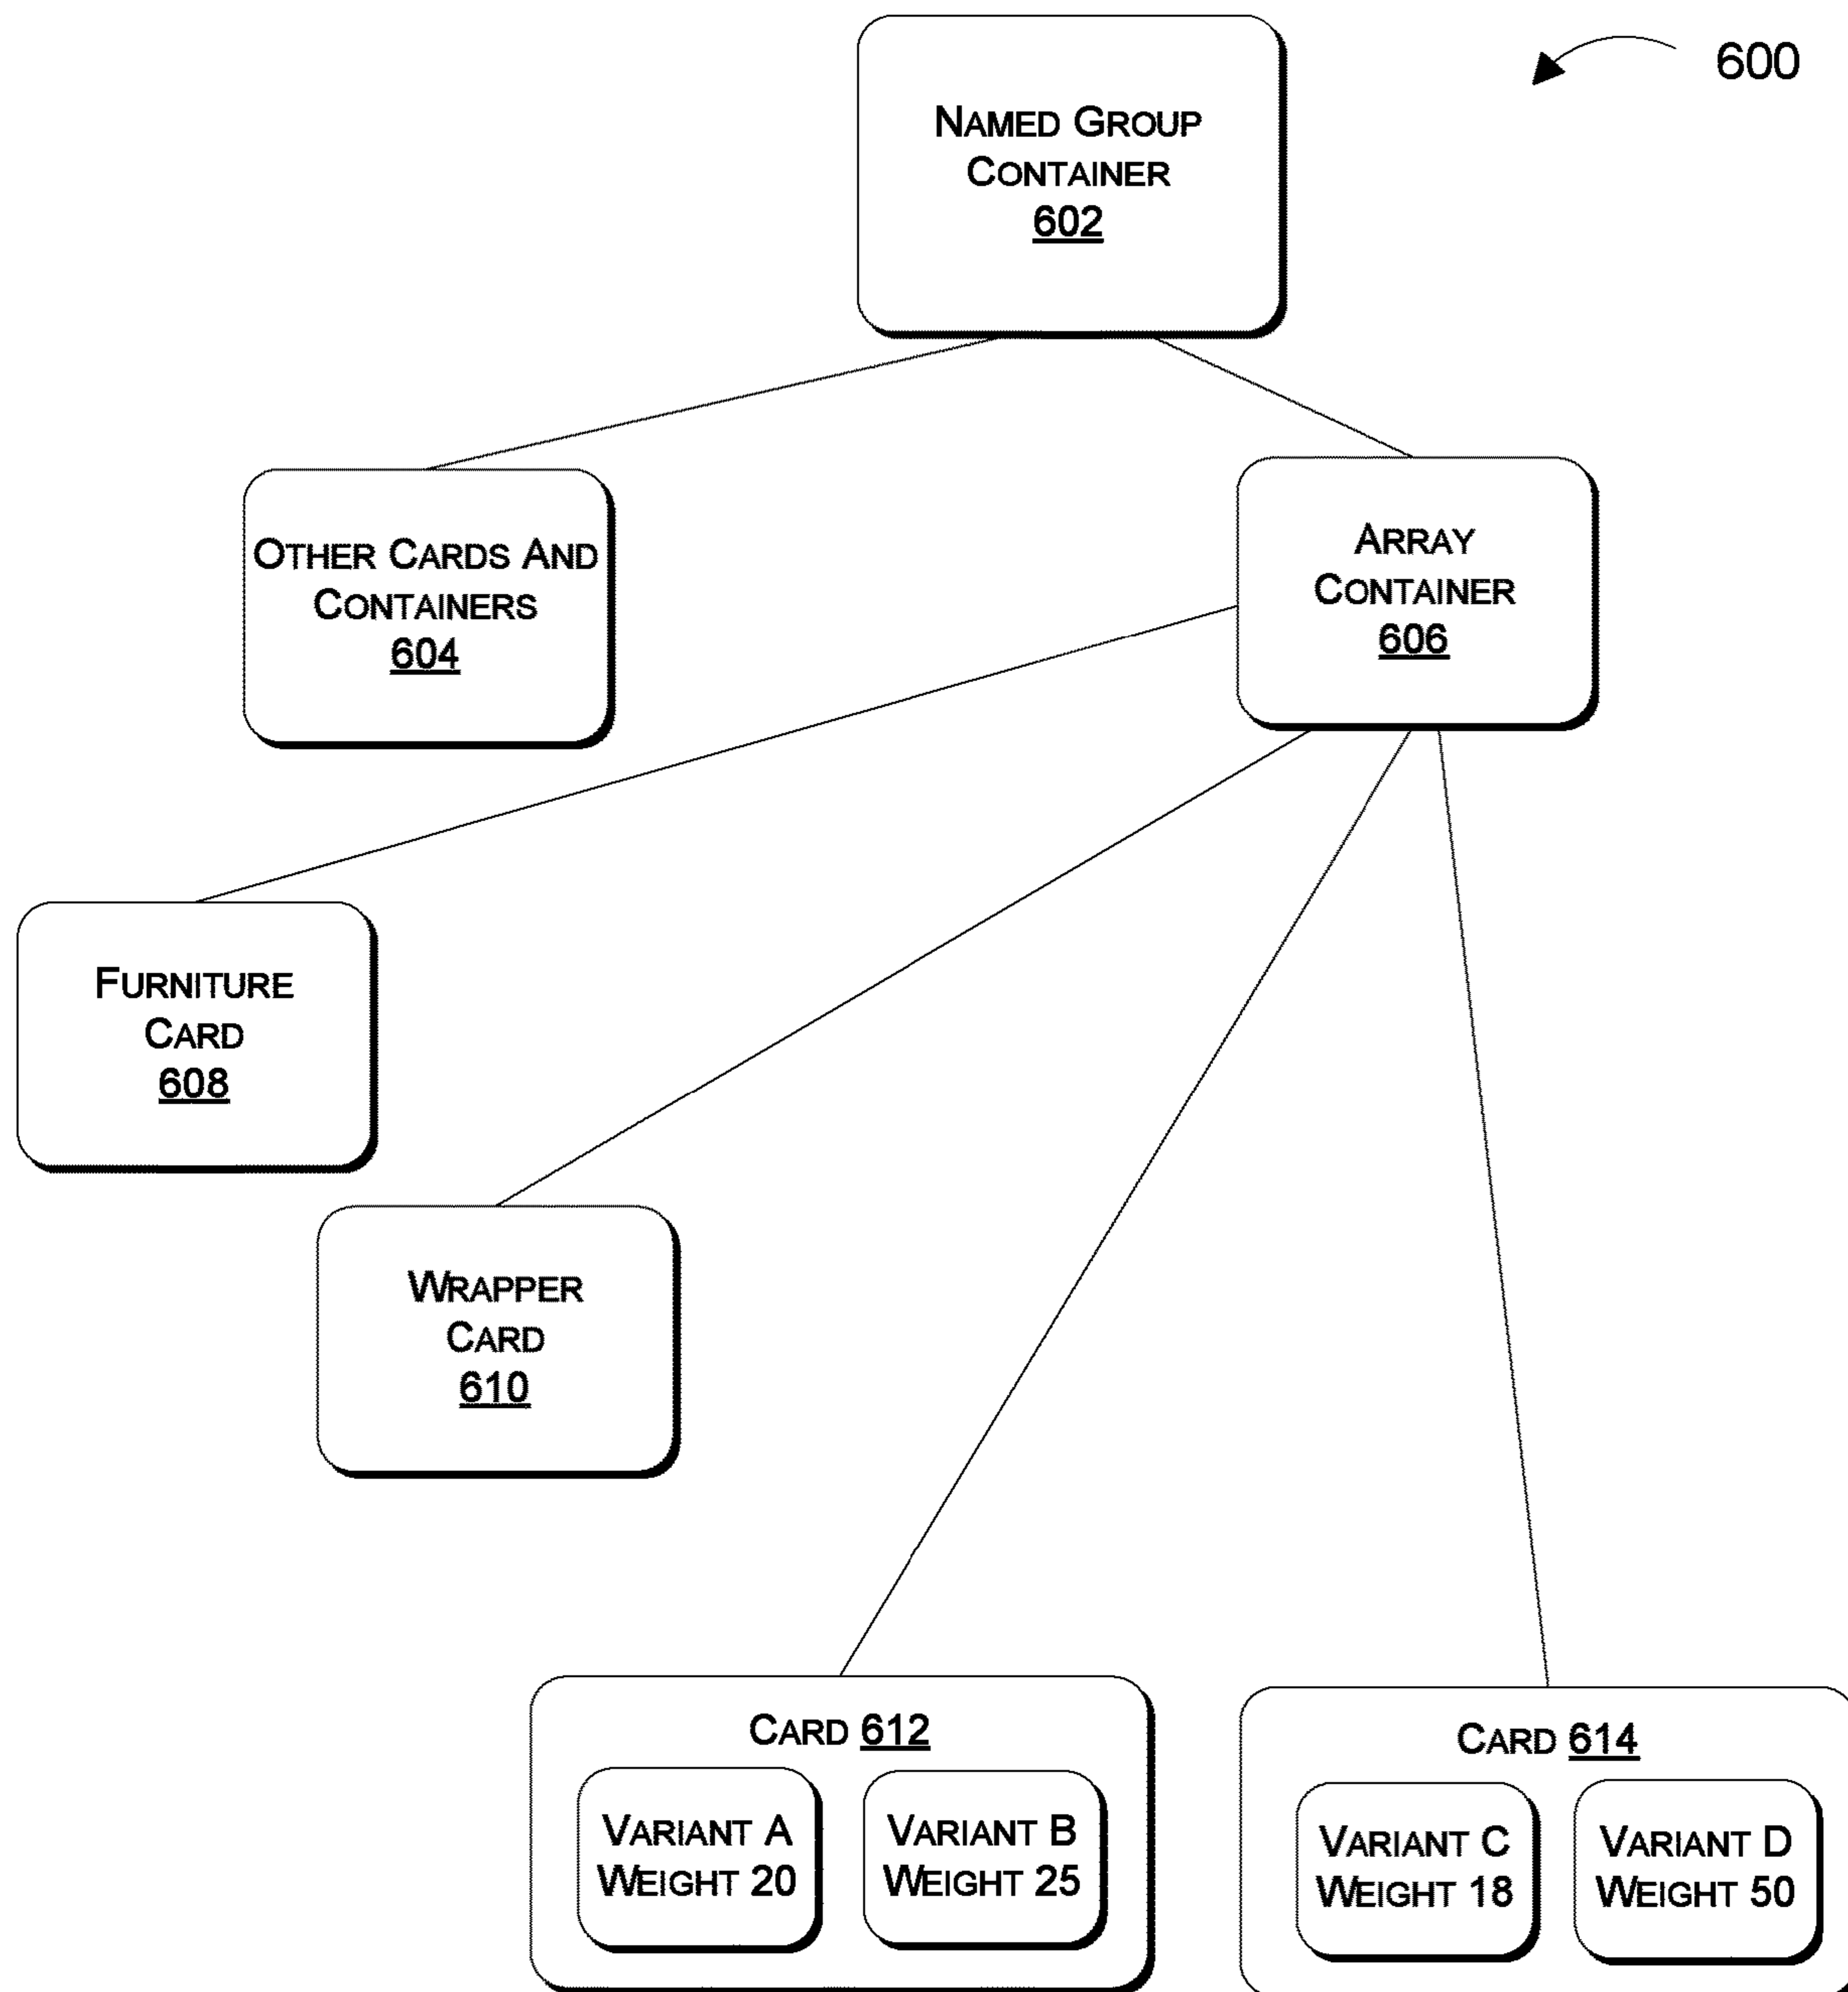 600
NAMED GROUP
CONTAINER
602
OTHER CARDS AND
CONTAINERS
604
ARRAY
CONTAINER
606
FURNITURE
CARD
608
WRAPPER
CARD
610
CARD 612
VARIANT A
WEIGHT 20
VARIANT B
WEIGHT 25
CARD 614
VARIANT C
WEIGHT 18
VARIANT D
WEIGHT 50